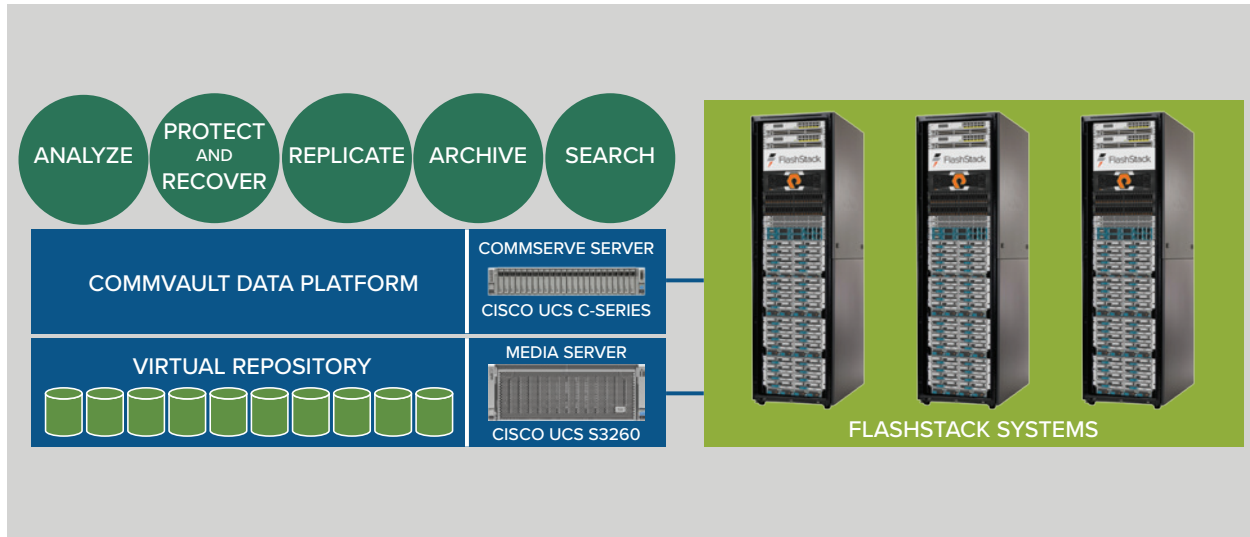 ANALYZE
PROTECT
AND
RECOVER
REPLICATE
ARCHIVE
SEARCH
COMMVAULT DATA PLATFORM
COMMSERVE SERVER
CISCO UCS C-SERIES
VIRTUAL REPOSITORY
MEDIA SERVER
CISCO UCS S3260
FlashStack
FlashStack
FlashStack
FLASHSTACK SYSTEMS